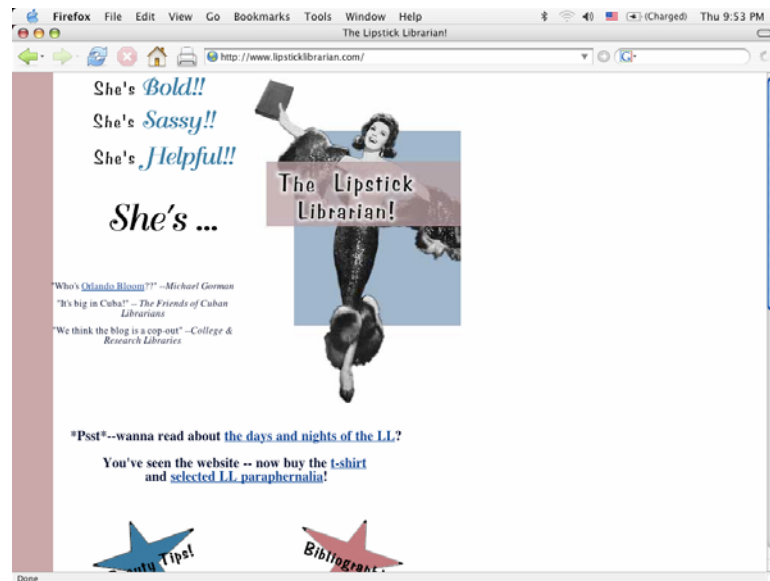 Firefox File Edit View Go Bookmarks Tools Window Help (Charged) Thu 9:53 PM
The Lipstick Librarian!
http://www.lipsticklibrarian.com/
She's Bold!!
She's Sassy!!
She's Helpful!!
She's ...
The Lipstick
Librarian!
"Who's Orlando Bloom??" --Michael Gorman
"It's big in Cuba!" -- The Friends of Cuban
Librarians
"We think the blog is a cop-out" --College &
Research Libraries
*Psst*--wanna read about the days and nights of the LL?
You've seen the website -- now buy the t-shirt
and selected LL paraphernalia!
Tips!
Done